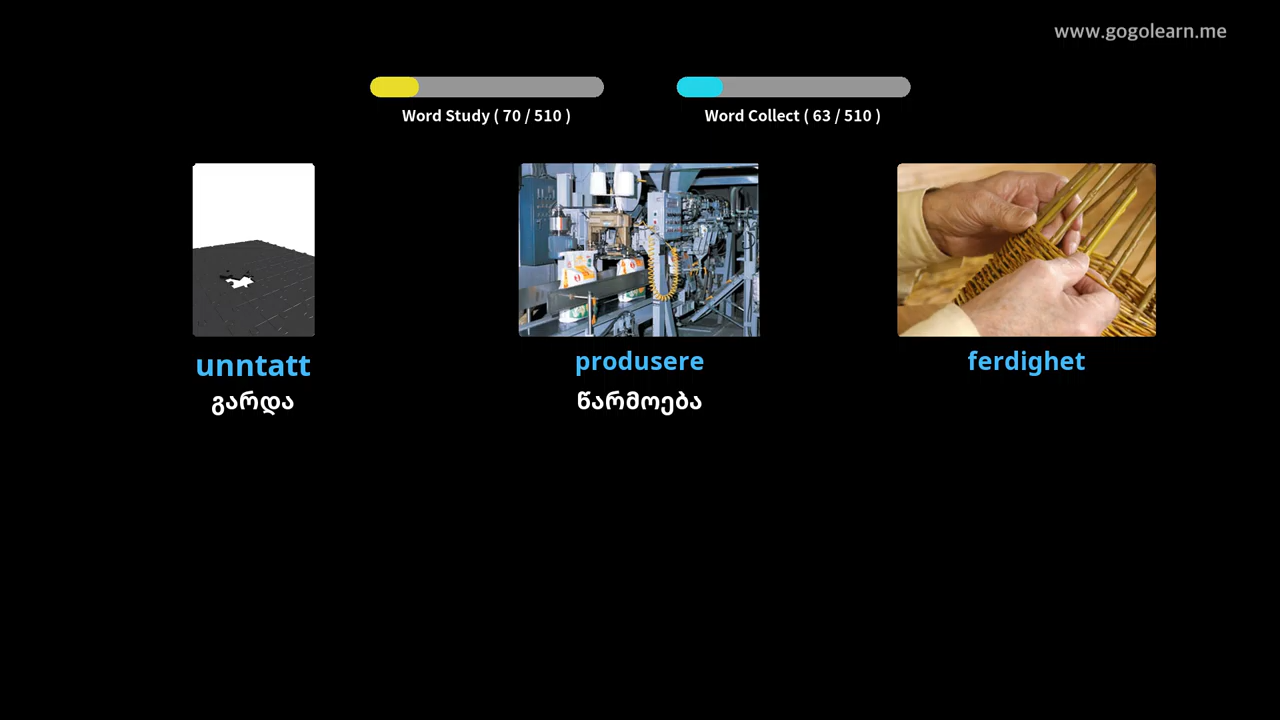 www.gogolearn.me
Word Study ( 70 / 510 )
Word Collect ( 63 / 510 )
unntatt
produsere
ferdighet
გარდა
წარმოება